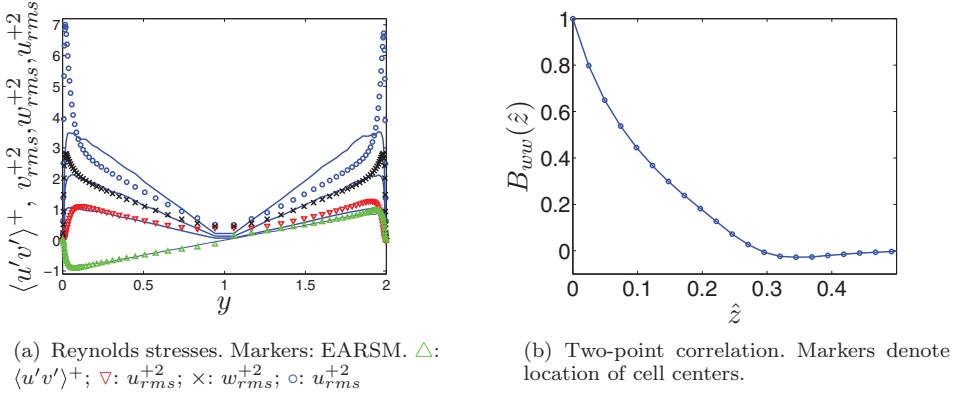 ⟨u′v′⟩⁺, v⁺²ᵣₘₛ, w⁺²ᵣₘₛ, u⁺²ᵣₘₛ
7
6
5
4
3
2
1
0
−1
0 0.5 1 1.5 2
y
(a) Reynolds stresses. Markers: EARSM. △:
⟨u′v′⟩⁺; ▽: u⁺²ᵣₘₛ; ×: w⁺²ᵣₘₛ; ○: u⁺²ᵣₘₛ
B_ww(ẑ)
1
0.8
0.6
0.4
0.2
0
0 0.1 0.2 0.3 0.4
ẑ
(b) Two-point correlation. Markers denote
location of cell centers.